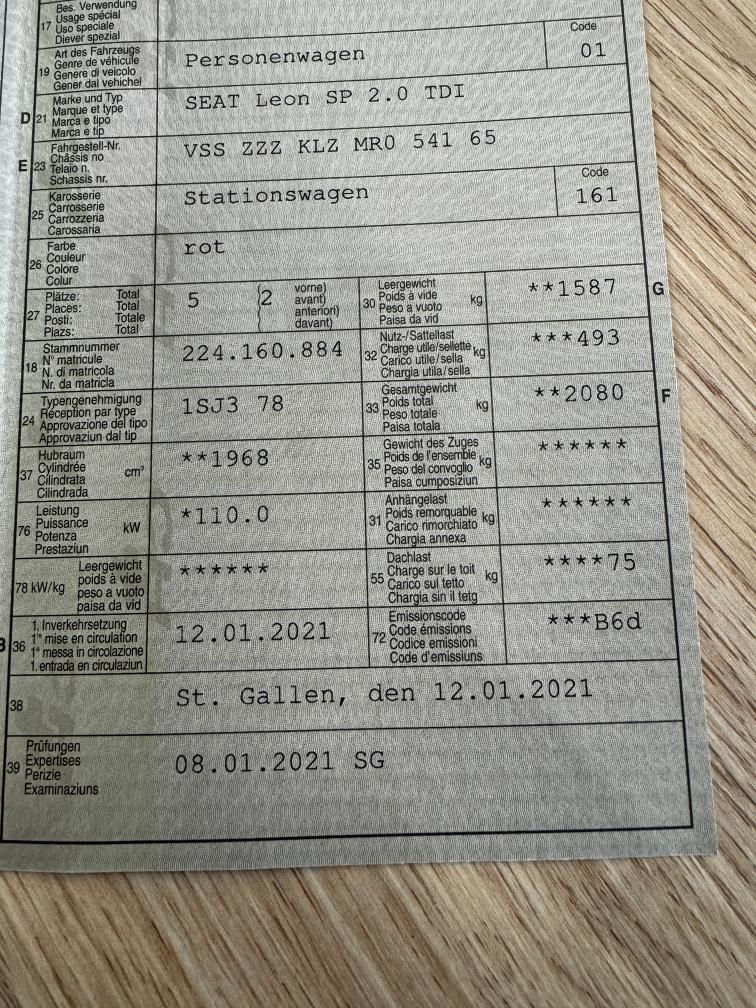 Bes. Verwendung
17 Usage spécial
Uso speciale
Diever spezial
Art des Fahrzeugs
Genre de véhicule
19 Genere di veicolo
Gener dal vehichel
Personenwagen
Code
01
Marke und Typ
D 21 Marque et type
Marca e tipo
Marca e tip
SEAT Leon SP 2.0 TDI
Fahrgestell-Nr.
E 23 Châssis no
Telaio n.
Schassis nr.
VSS ZZZ KLZ MR0 541 65
Karosserie
25 Carrosserie
Carrozzeria
Carossaria
Stationswagen
Code
161
Farbe
26 Couleur
Colore
Colur
rot
Plätze: Total
27 Places: Total
Posti: Totale
Plazs: Total
5 (2 vorne)
avant)
anteriori)
davant)
Leergewicht
30 Poids à vide kg
Peso a vuoto
Paisa da vid
**1587 G
Stammnummer
18 N° matricule
N. di matricola
Nr. da matricla
224.160.884
Nutz-/Sattellast
32 Charge utile/sellette kg
Carico utile/sella
Chargia utila/sella
***493
Typengenehmigung
24 Réception par type
Approvazione del tipo
Approvaziun dal tip
1SJ3 78
Gesamtgewicht
33 Poids total kg
Peso totale
Paisa totala
**2080 F
Hubraum
37 Cylindrée cm³
Cilindrata
Cilindrada
**1968
Gewicht des Zuges
35 Poids de l'ensemble kg
Peso del convoglio
Paisa cumposiziun
******
Leistung
76 Puissance kW
Potenza
Prestaziun
*110.0
Anhängelast
31 Poids remorquable kg
Carico rimorchiato
Chargia annexa
******
Leergewicht
78 kW/kg poids à vide
peso a vuoto
paisa da vid
******
Dachlast
55 Charge sur le toit kg
Carico sul tetto
Chargia sin il tetg
****75
1. Inverkehrsetzung
B 36 1re mise en circulation
1a messa in circolazione
1. entrada en circulaziun
12.01.2021
Emissionscode
72 Code émissions
Codice emissioni
Code d'emissiuns
***B6d
38 St. Gallen, den 12.01.2021
Prüfungen
39 Expertises
Perizie
Examinaziuns
08.01.2021 SG